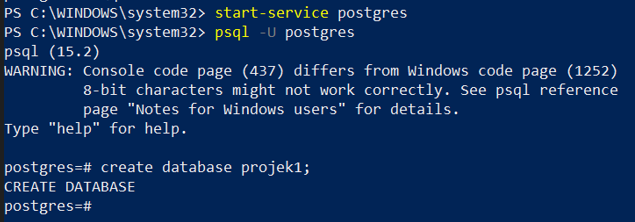 PS C:\WINDOWS\system32> start-service postgres
PS C:\WINDOWS\system32> psql -U postgres
psql (15.2)
WARNING: Console code page (437) differs from Windows code page (1252)
         8-bit characters might not work correctly. See psql reference
         page "Notes for Windows users" for details.
Type "help" for help.

postgres=# create database projek1;
CREATE DATABASE
postgres=#